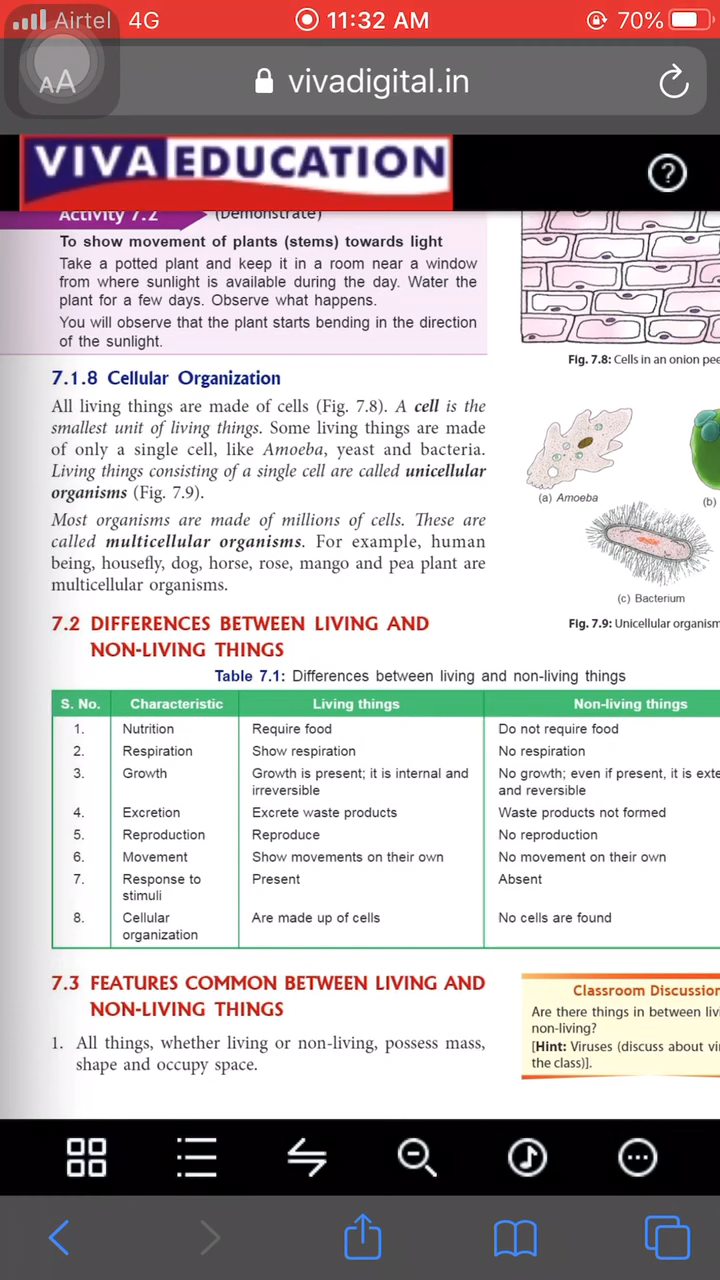 Airtel 4G 11:32 AM 70%
AA vivadigital.in
VIVA EDUCATION
?
Activity 7.2 (Demonstrate)
To show movement of plants (stems) towards light
Take a potted plant and keep it in a room near a window
from where sunlight is available during the day. Water the
plant for a few days. Observe what happens.
You will observe that the plant starts bending in the direction
of the sunlight.
Fig. 7.8: Cells in an onion
7.1.8 Cellular Organization
All living things are made of cells (Fig. 7.8). A cell is the
smallest unit of living things. Some living things are made
of only a single cell, like Amoeba, yeast and bacteria.
Living things consisting of a single cell are called unicellular
organisms (Fig. 7.9).
Most organisms are made of millions of cells. These are
called multicellular organisms. For example, human
being, housefly, dog, horse, rose, mango and pea plant are
multicellular organisms.
(a) Amoeba
(b)
(c) Bacterium
Fig. 7.9: Unicellular
7.2 DIFFERENCES BETWEEN LIVING AND
NON-LIVING THINGS
Table 7.1: Differences between living and non-living things
S. No. Characteristic Living things Non-living things
1. Nutrition Require food Do not require food
2. Respiration Show respiration No respiration
3. Growth Growth is present; it is internal and No growth; even if present, it is
irreversible and reversible
4. Excretion Excrete waste products Waste products not formed
5. Reproduction Reproduce No reproduction
6. Movement Show movements on their own No movement on their own
7. Response to Present Absent
stimuli
8. Cellular Are made up of cells No cells are found
organization
7.3 FEATURES COMMON BETWEEN LIVING AND
NON-LIVING THINGS
1. All things, whether living or non-living, possess mass,
shape and occupy space.
Classroom
Are there things in between
non-living?
[Hint: Viruses (discuss about
the class)].